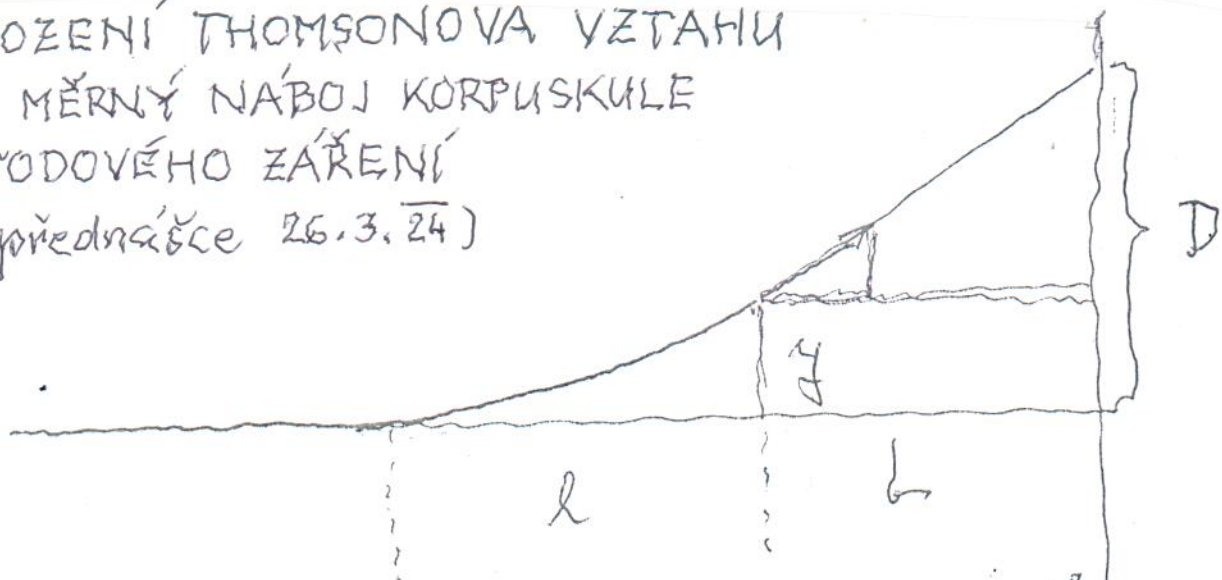 OZENÍ THOMSONOVA VZTAHU
MĚRNÝ NÁBOJ KORPUSKULE
ODOVÉHO ZÁŘENÍ
přednášce 26.3.24)
D
y
l
L